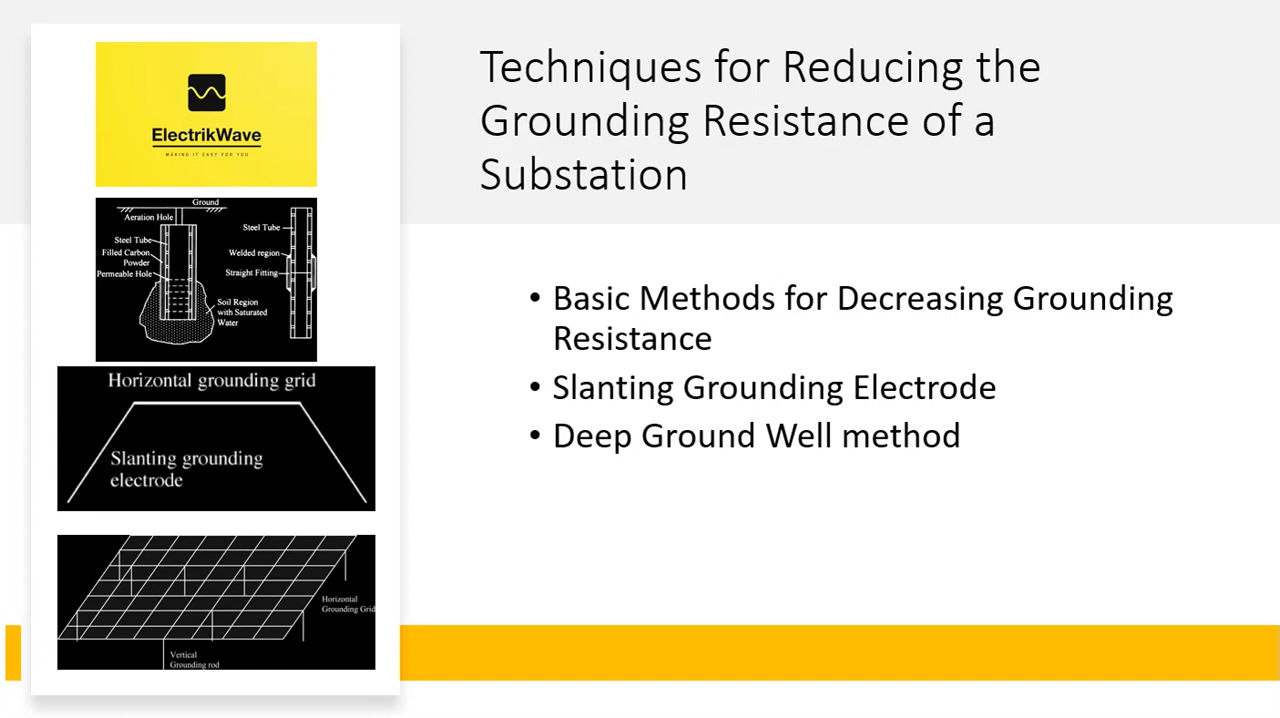 ElectrikWave
MAKING IT EASY FOR YOU
Ground
Aeration Hole
Steel Tube
Filled Carbon
Powder
Permeable Hole
Soil Region
with Saturated
Water
Steel Tube
Welded region
Straight Fitting
Horizontal grounding grid
Slanting grounding
electrode
Horizontal
Grounding Grid
Vertical
Grounding rod
Techniques for Reducing the
Grounding Resistance of a
Substation
• Basic Methods for Decreasing Grounding
Resistance
• Slanting Grounding Electrode
• Deep Ground Well method